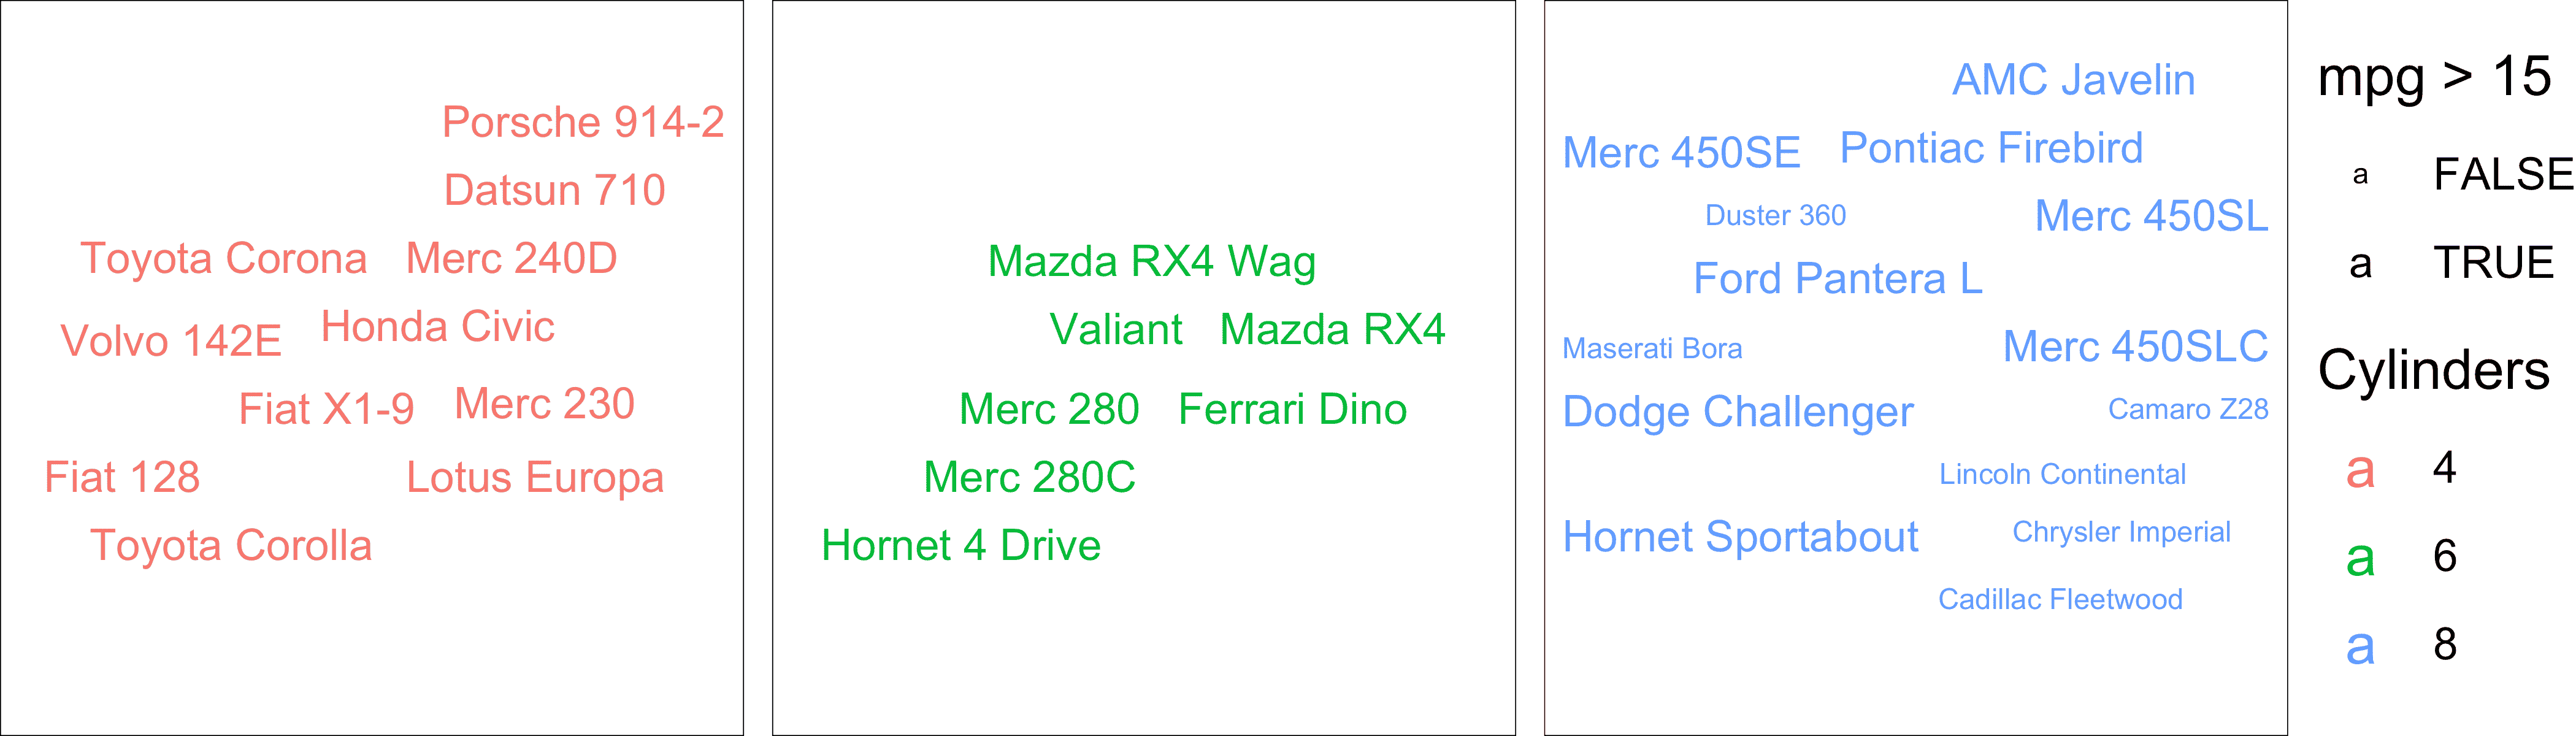 Porsche 914-2
Datsun 710
Toyota Corona
Merc 240D
Volvo 142E
Honda Civic
Fiat X1-9
Merc 230
Fiat 128
Lotus Europa
Toyota Corolla
Mazda RX4 Wag
Valiant
Mazda RX4
Merc 280
Ferrari Dino
Merc 280C
Hornet 4 Drive
AMC Javelin
Merc 450SE
Pontiac Firebird
Duster 360
Merc 450SL
Ford Pantera L
Maserati Bora
Merc 450SLC
Dodge Challenger
Camaro Z28
Lincoln Continental
Hornet Sportabout
Chrysler Imperial
Cadillac Fleetwood
mpg > 15
a FALSE
a TRUE
Cylinders
a 4
a 6
a 8